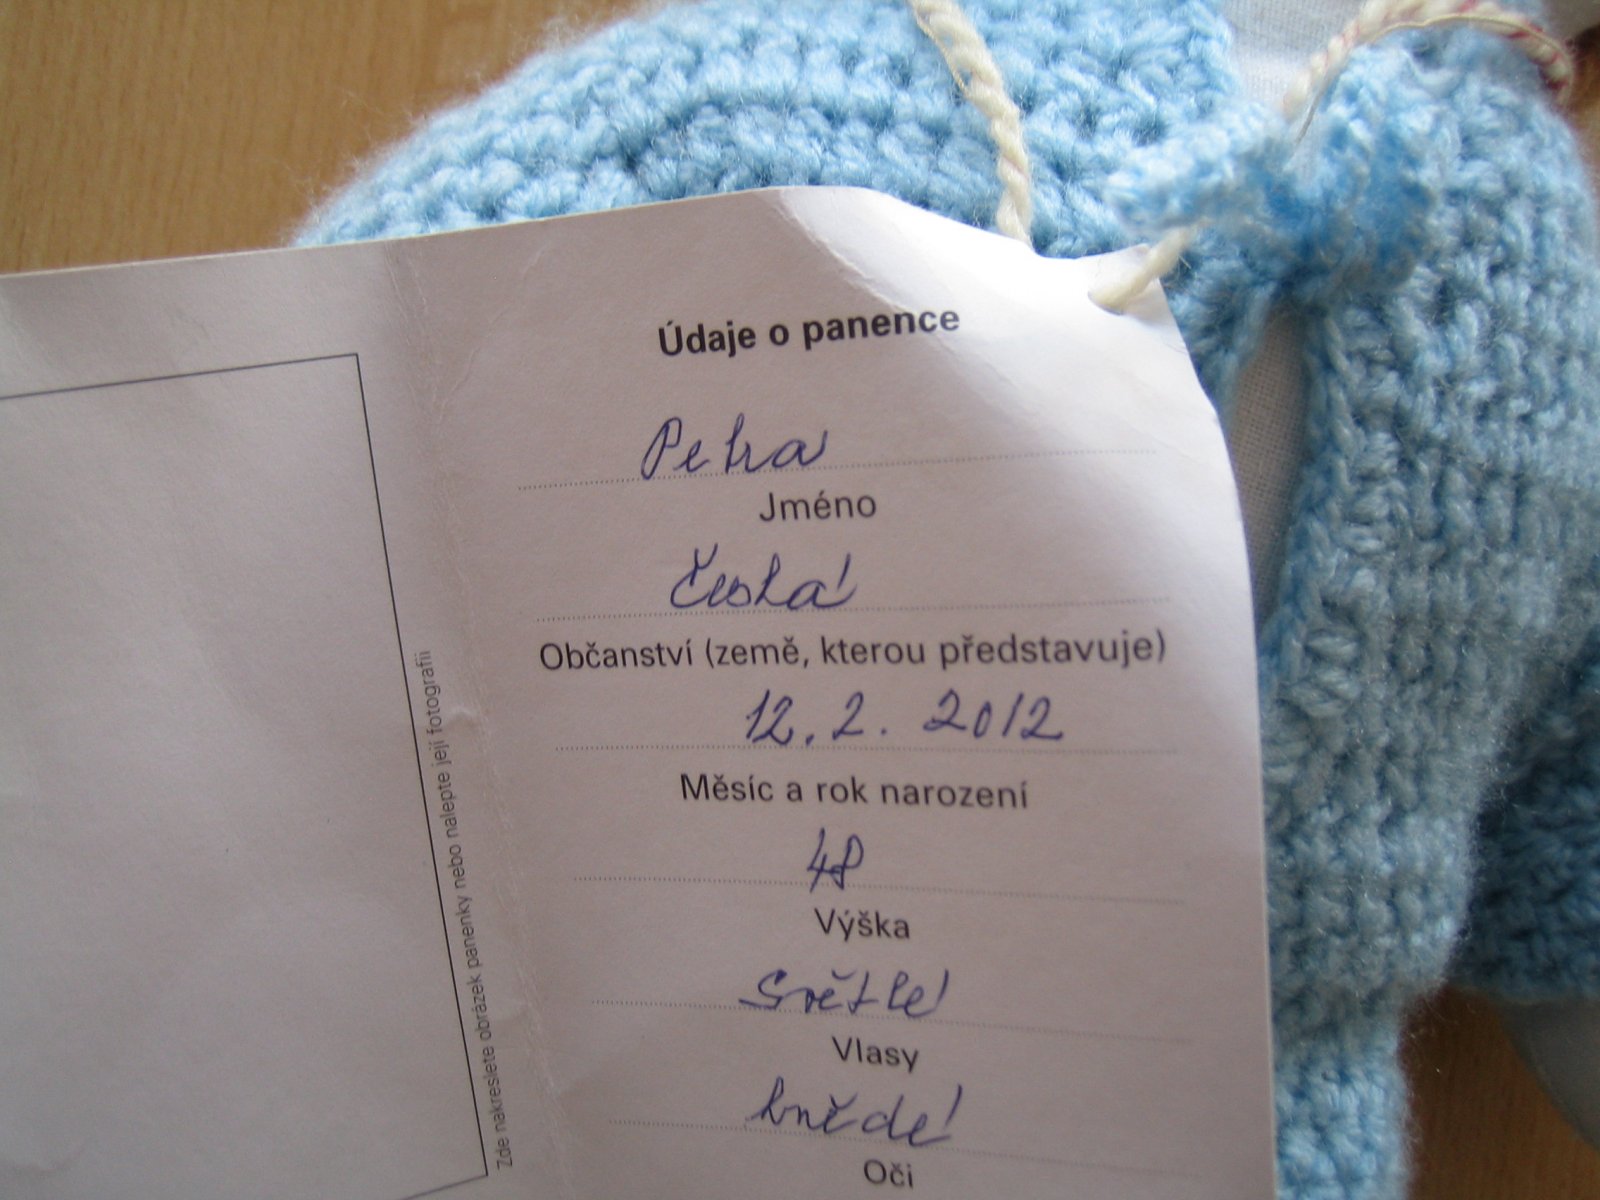 Údaje o panence
Petra
Jméno
Česká
Občanství (země, kterou představuje)
12. 2. 2012
Měsíc a rok narození
48
Výška
Světlé
Vlasy
hnědé
Oči
Zde nakreslete obrázek panenky nebo nalepte její fotografii